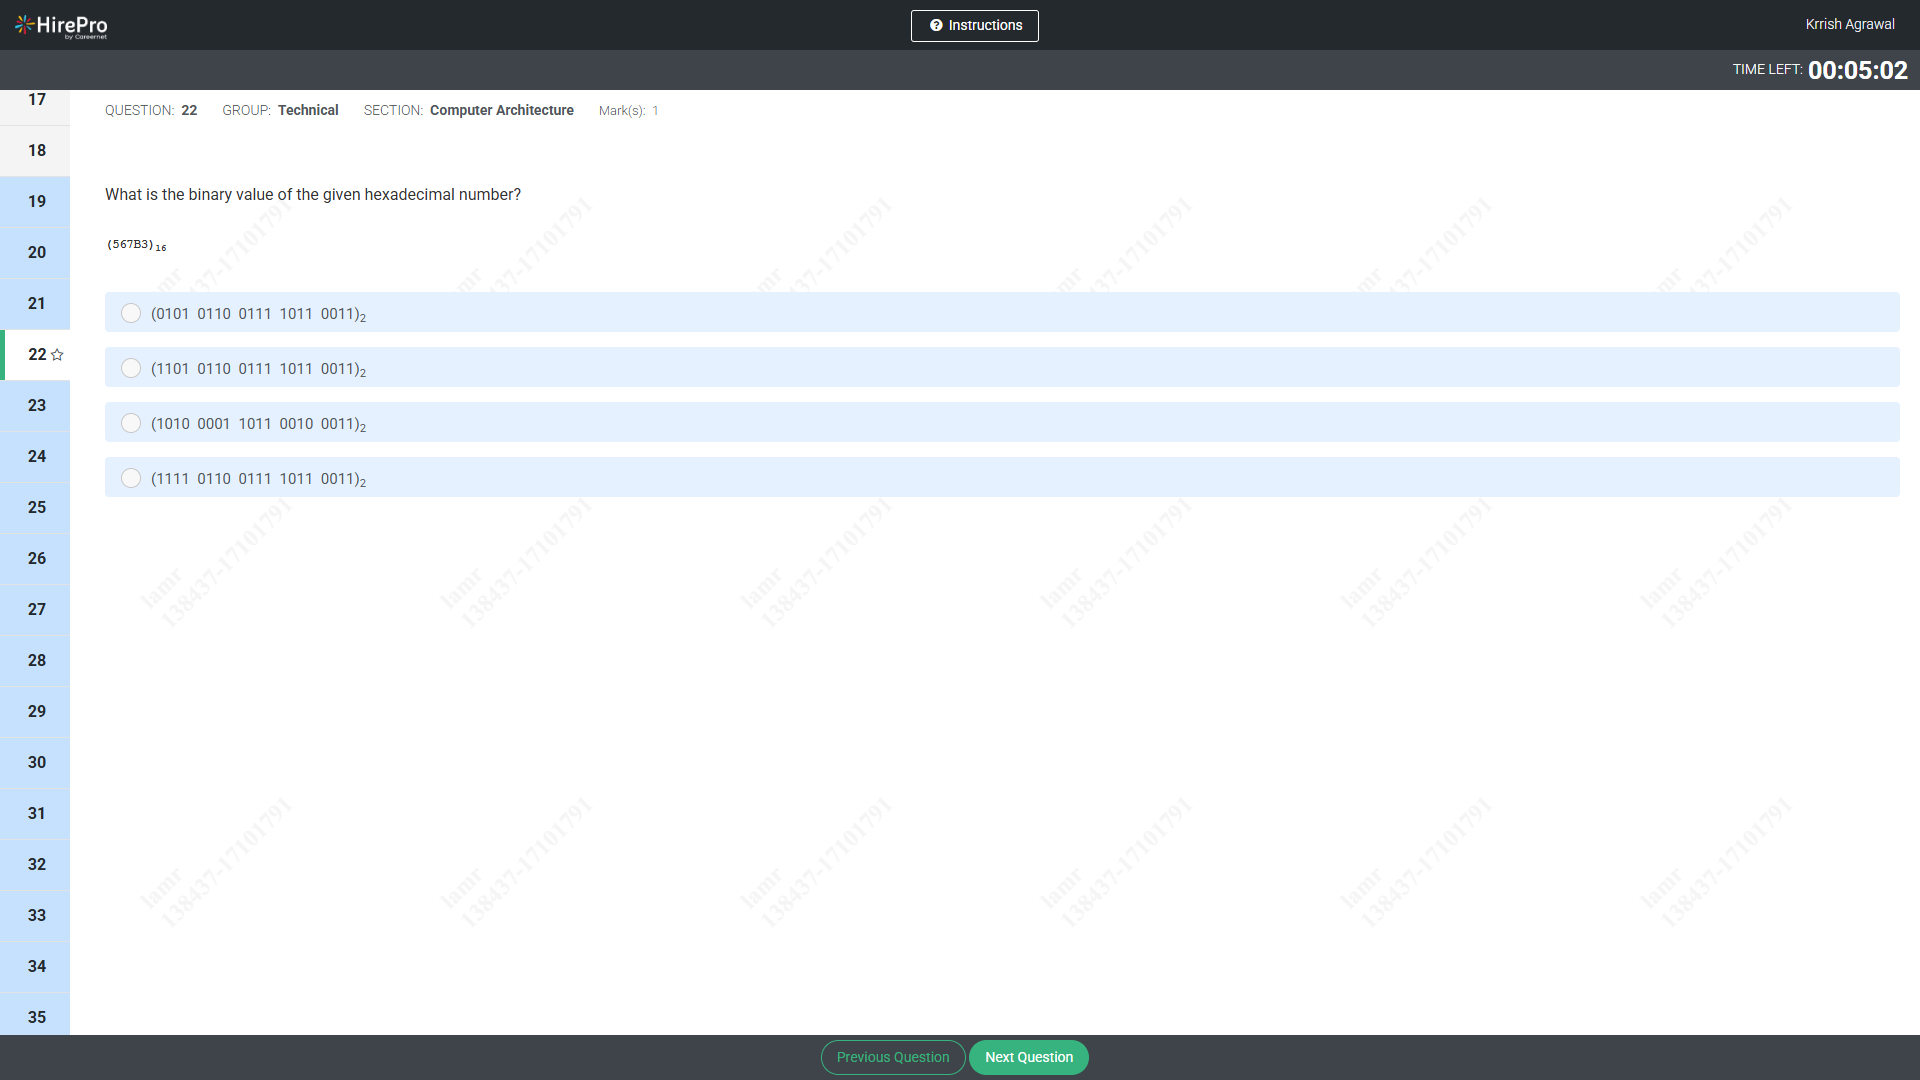 HirePro
by Careernet
Instructions
Krrish Agrawal
TIME LEFT: 00:05:02
17
18
19
20
21
22
23
24
25
26
27
28
29
30
31
32
33
34
35
QUESTION: 22 GROUP: Technical SECTION: Computer Architecture Mark(s): 1
What is the binary value of the given hexadecimal number?
(567B3)₁₆
(0101 0110 0111 1011 0011)₂
(1101 0110 0111 1011 0011)₂
(1010 0001 1011 0010 0011)₂
(1111 0110 0111 1011 0011)₂
lamr
138437-17101791
Previous Question
Next Question